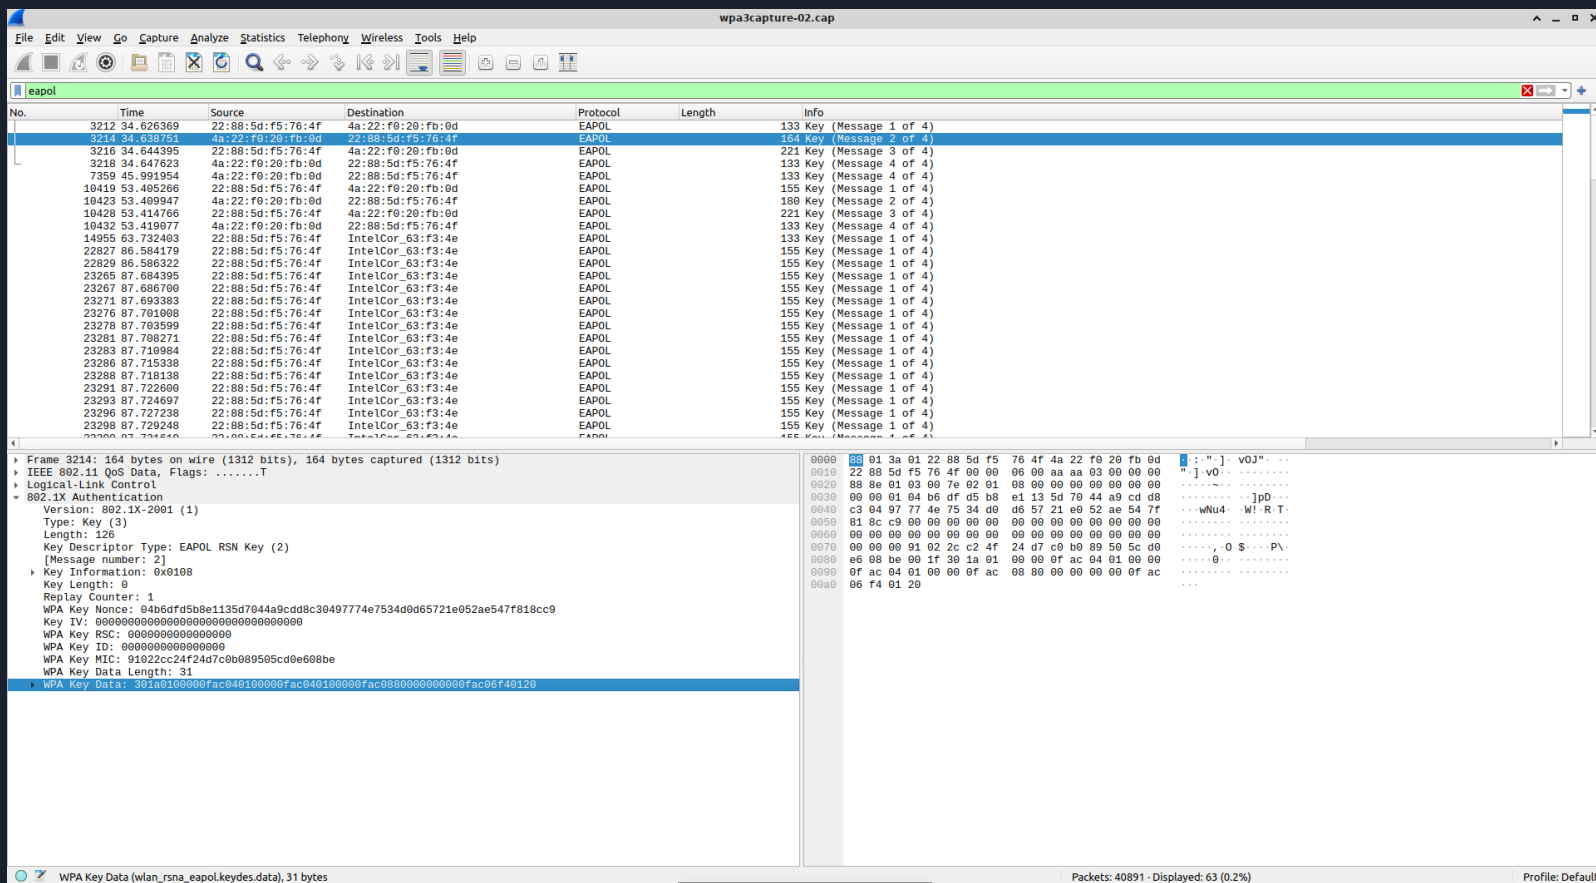 wpa3capture-02.cap
File Edit View Go Capture Analyze Statistics Telephony Wireless Tools Help
eapol
No. Time Source Destination Protocol Length Info
3212 34.626369 22:88:5d:f5:76:4f 4a:22:f0:20:fb:0d EAPOL 133 Key (Message 1 of 4)
3214 34.638751 4a:22:f0:20:fb:0d 22:88:5d:f5:76:4f EAPOL 164 Key (Message 2 of 4)
3216 34.644395 22:88:5d:f5:76:4f 4a:22:f0:20:fb:0d EAPOL 221 Key (Message 3 of 4)
3218 34.647623 4a:22:f0:20:fb:0d 22:88:5d:f5:76:4f EAPOL 133 Key (Message 4 of 4)
7359 45.991954 4a:22:f0:20:fb:0d 22:88:5d:f5:76:4f EAPOL 133 Key (Message 4 of 4)
10419 53.405266 22:88:5d:f5:76:4f 4a:22:f0:20:fb:0d EAPOL 155 Key (Message 1 of 4)
10423 53.409947 4a:22:f0:20:fb:0d 22:88:5d:f5:76:4f EAPOL 180 Key (Message 2 of 4)
10428 53.414766 22:88:5d:f5:76:4f 4a:22:f0:20:fb:0d EAPOL 221 Key (Message 3 of 4)
10432 53.419077 4a:22:f0:20:fb:0d 22:88:5d:f5:76:4f EAPOL 133 Key (Message 4 of 4)
14955 63.732403 22:88:5d:f5:76:4f IntelCor_63:f3:4e EAPOL 133 Key (Message 1 of 4)
22827 86.584179 22:88:5d:f5:76:4f IntelCor_63:f3:4e EAPOL 155 Key (Message 1 of 4)
22829 86.586322 22:88:5d:f5:76:4f IntelCor_63:f3:4e EAPOL 155 Key (Message 1 of 4)
23265 87.684395 22:88:5d:f5:76:4f IntelCor_63:f3:4e EAPOL 155 Key (Message 1 of 4)
23267 87.686700 22:88:5d:f5:76:4f IntelCor_63:f3:4e EAPOL 155 Key (Message 1 of 4)
23271 87.693383 22:88:5d:f5:76:4f IntelCor_63:f3:4e EAPOL 155 Key (Message 1 of 4)
23276 87.701008 22:88:5d:f5:76:4f IntelCor_63:f3:4e EAPOL 155 Key (Message 1 of 4)
23278 87.703599 22:88:5d:f5:76:4f IntelCor_63:f3:4e EAPOL 155 Key (Message 1 of 4)
23281 87.708271 22:88:5d:f5:76:4f IntelCor_63:f3:4e EAPOL 155 Key (Message 1 of 4)
23283 87.710984 22:88:5d:f5:76:4f IntelCor_63:f3:4e EAPOL 155 Key (Message 1 of 4)
23286 87.715338 22:88:5d:f5:76:4f IntelCor_63:f3:4e EAPOL 155 Key (Message 1 of 4)
23288 87.718138 22:88:5d:f5:76:4f IntelCor_63:f3:4e EAPOL 155 Key (Message 1 of 4)
23291 87.722600 22:88:5d:f5:76:4f IntelCor_63:f3:4e EAPOL 155 Key (Message 1 of 4)
23293 87.724697 22:88:5d:f5:76:4f IntelCor_63:f3:4e EAPOL 155 Key (Message 1 of 4)
23296 87.727238 22:88:5d:f5:76:4f IntelCor_63:f3:4e EAPOL 155 Key (Message 1 of 4)
23298 87.729248 22:88:5d:f5:76:4f IntelCor_63:f3:4e EAPOL 155 Key (Message 1 of 4)
Frame 3214: 164 bytes on wire (1312 bits), 164 bytes captured (1312 bits)
IEEE 802.11 QoS Data, Flags: .......T
Logical-Link Control
802.1X Authentication
Version: 802.1X-2001 (1)
Type: Key (3)
Length: 126
Key Descriptor Type: EAPOL RSN Key (2)
[Message number: 2]
Key Information: 0x0108
Key Length: 0
Replay Counter: 1
WPA Key Nonce: 04b6dfd5b8e1135d7044a9cdd8c30497774e7534d0d65721e052ae547f818cc9
Key IV: 00000000000000000000000000000000
WPA Key RSC: 0000000000000000
WPA Key ID: 0000000000000000
WPA Key MIC: 91022cc24f24d7c0b089505cd0e608be
WPA Key Data Length: 31
WPA Key Data: 301a0100000fac040100000fac040100000fac0880000000000fac06f40120
0000 88 01 3a 01 22 88 5d f5 76 4f 4a 22 f0 20 fb 0d ··:·"·]· vOJ"· ··
0010 22 88 5d f5 76 4f 00 00 06 00 aa aa 03 00 00 00 "·]·vO·· ········
0020 88 8e 01 03 00 7e 02 01 08 00 00 00 00 00 00 00 ·····~·· ········
0030 00 00 01 04 b6 df d5 b8 e1 13 5d 70 44 a9 cd d8 ········ ··]pD···
0040 c3 04 97 77 4e 75 34 d0 d6 57 21 e0 52 ae 54 7f ···wNu4· ·W!·R·T·
0050 81 8c c9 00 00 00 00 00 00 00 00 00 00 00 00 00 ········ ········
0060 00 00 00 00 00 00 00 00 00 00 00 00 00 00 00 00 ········ ········
0070 00 00 00 91 02 2c c2 4f 24 d7 c0 b0 89 50 5c d0 ·····,·O $····P\·
0080 e6 08 be 00 1f 30 1a 01 00 00 0f ac 04 01 00 00 ·····0·· ········
0090 0f ac 04 01 00 00 0f ac 08 80 00 00 00 00 0f ac ········ ········
00a0 06 f4 01 20 ···
WPA Key Data (wlan_rsna_eapol.keydes.data), 31 bytes
Packets: 40891 · Displayed: 63 (0.2%)
Profile: Default